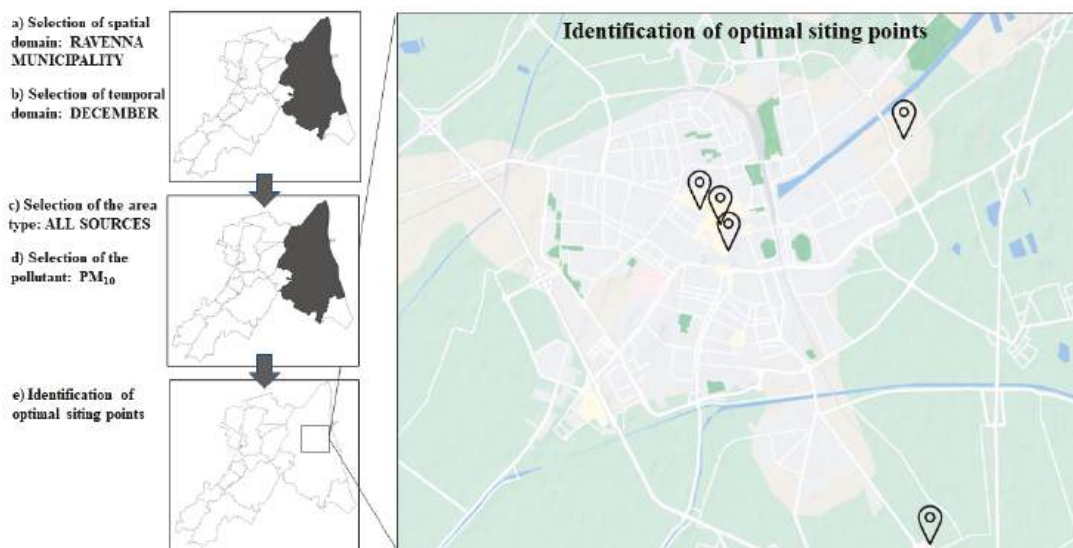 a) Selection of spatial
domain: RAVENNA
MUNICIPALITY
b) Selection of temporal
domain: DECEMBER
c) Selection of the area
type: ALL SOURCES
d) Selection of the
pollutant: PM₁₀
e) Identification of
optimal siting points
Identification of optimal siting points